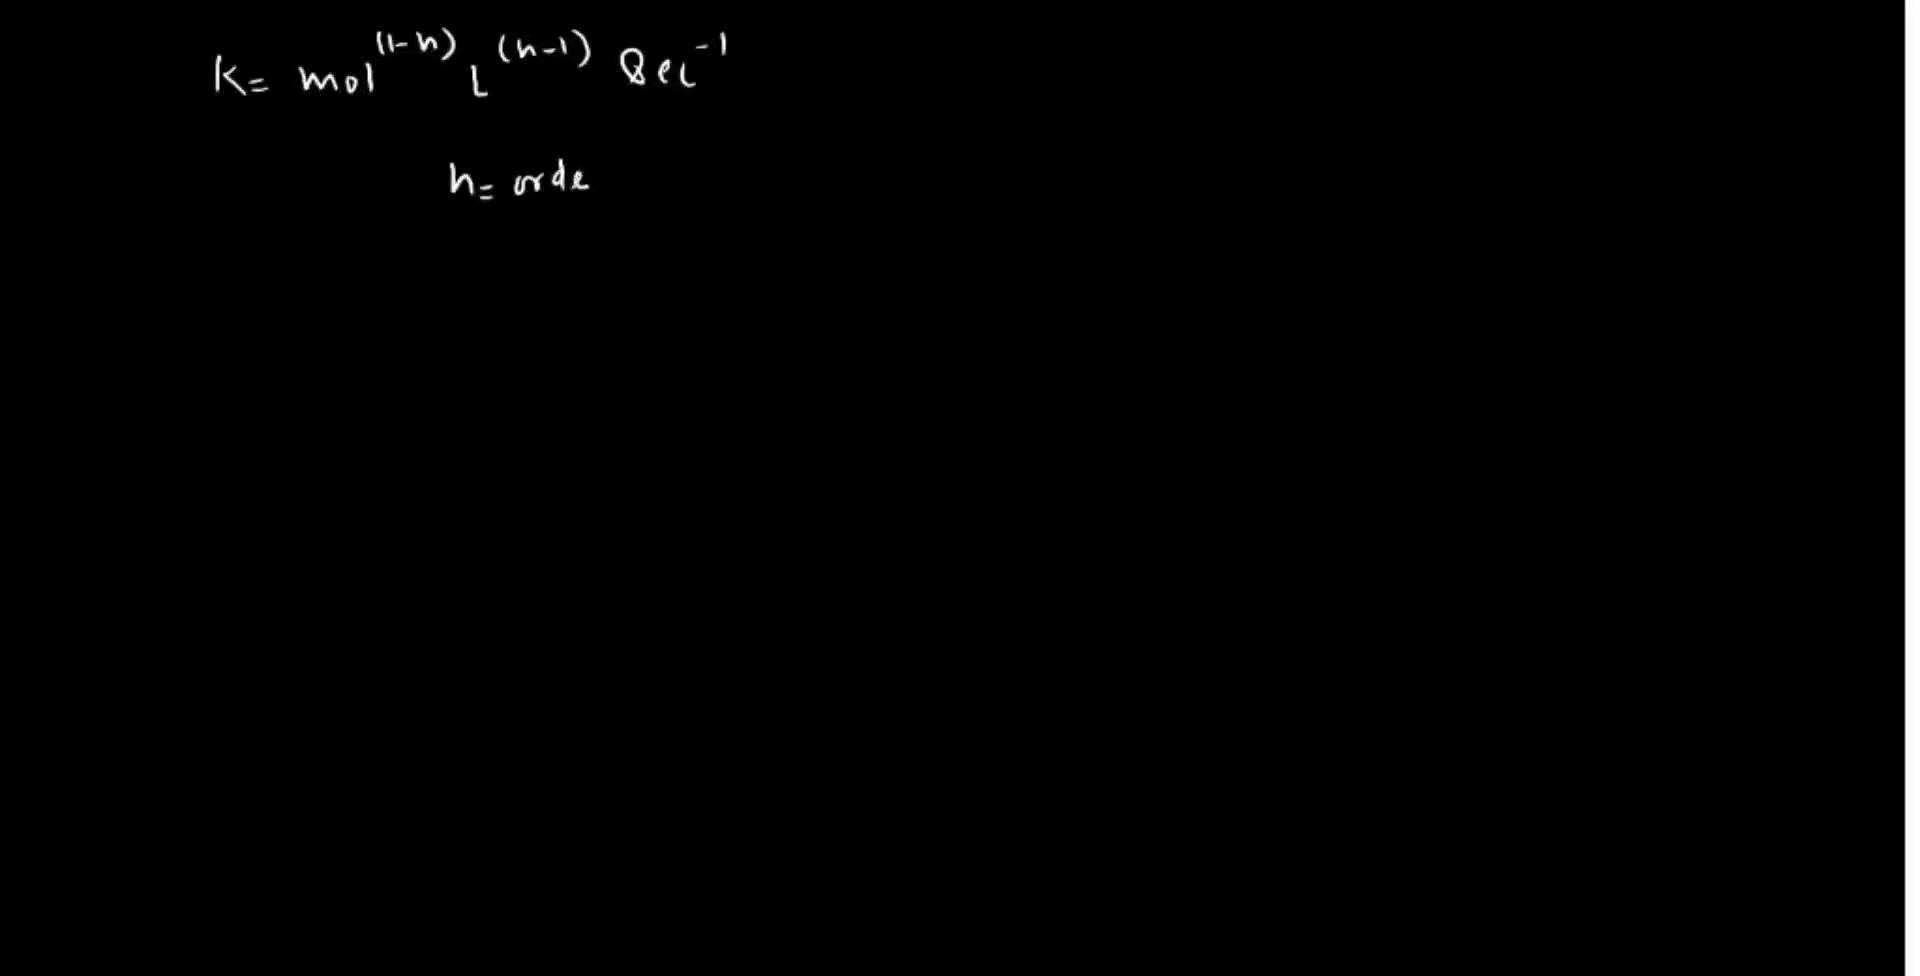 K= mol^(1-n) L^(n-1) Sec^-1
n= orde